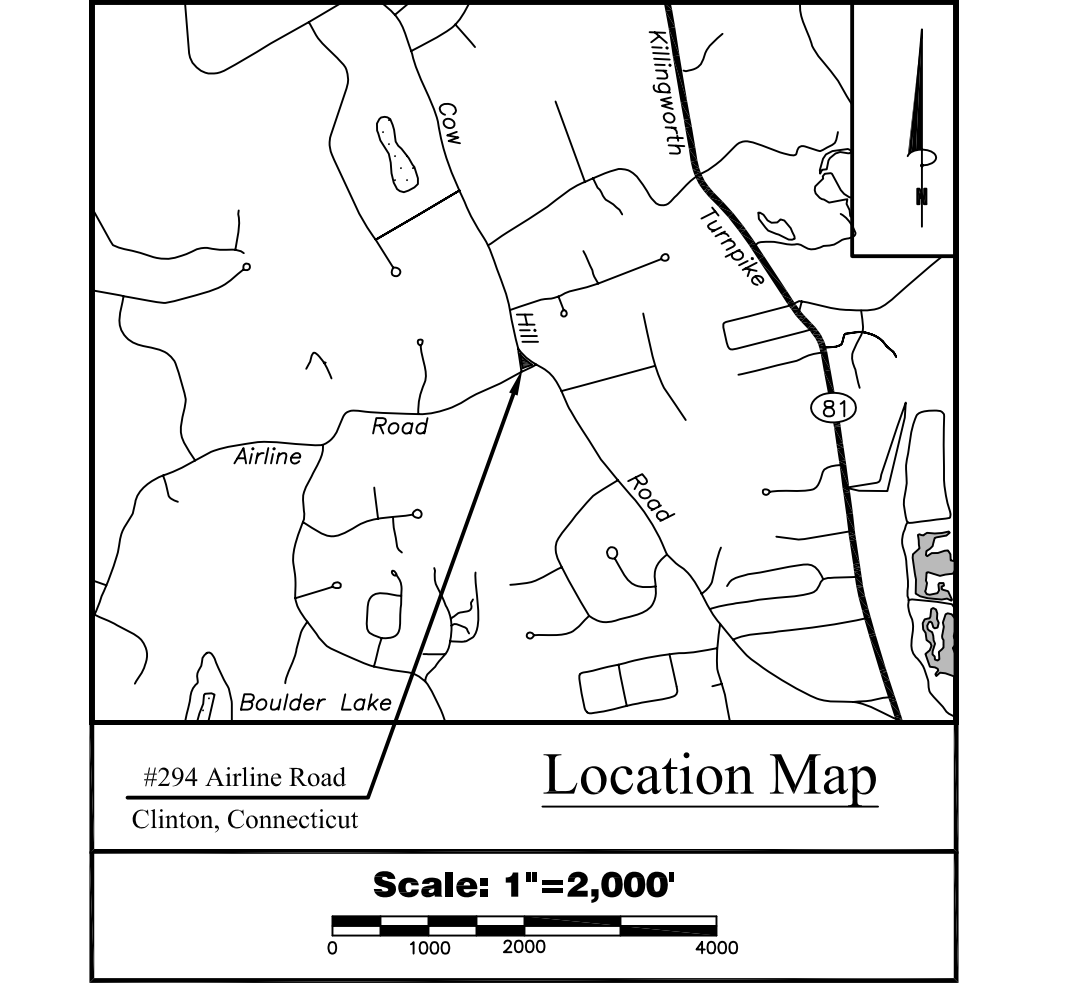 Killingworth
Cow
N
Turnpike
Hill
81
Road
Airline
Road
Boulder Lake
#294 Airline Road
Clinton, Connecticut
Location Map
Scale: 1"=2,000'
0 1000 2000 4000